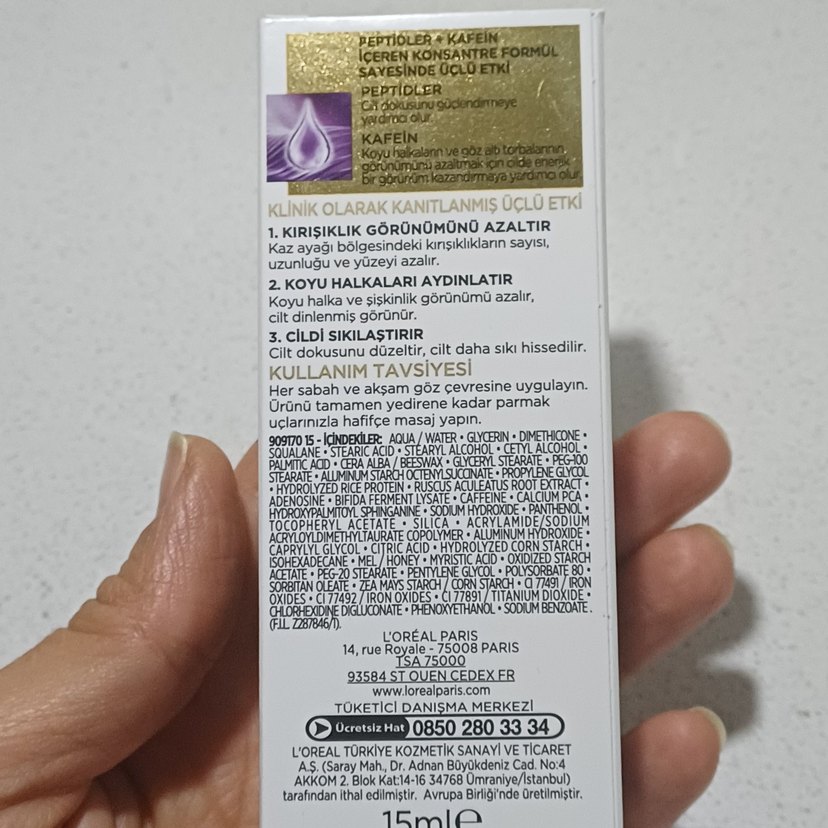 PEPTİDLER + KAFEİN
İÇEREN KONSANTRE FORMÜL
SAYESİNDE ÜÇLÜ ETKİ
PEPTİDLER
Cilt dokusunu güçlendirmeye
yardımcı olur.
KAFEİN
Koyu halkaların ve göz altı torbalarının
görünümünü azaltmak için cilde enerjik
bir görünüm kazandırmaya yardımcı olur.
KLİNİK OLARAK KANITLANMIŞ ÜÇLÜ ETKİ
1. KIRIŞIKLIK GÖRÜNÜMÜNÜ AZALTIR
Kaz ayağı bölgesindeki kırışıklıkların sayısı,
uzunluğu ve yüzeyi azalır.
2. KOYU HALKALARI AYDINLATIR
Koyu halka ve şişkinlik görünümü azalır,
cilt dinlenmiş görünür.
3. CİLDİ SIKILAŞTIRIR
Cilt dokusunu düzeltir, cilt daha sıkı hissedilir.
KULLANIM TAVSİYESİ
Her sabah ve akşam göz çevresine uygulayın.
Ürünü tamamen yedirene kadar parmak
uçlarınızla hafifçe masaj yapın.
909170 15 - İÇİNDEKİLER: AQUA / WATER • GLYCERIN • DIMETHICONE •
SQUALANE • STEARIC ACID • STEARYL ALCOHOL • CETYL ALCOHOL •
PALMITIC ACID • CERA ALBA / BEESWAX • GLYCERYL STEARATE • PEG-100
STEARATE • ALUMINUM STARCH OCTENYLSUCCINATE • PROPYLENE GLYCOL
• HYDROLYZED RICE PROTEIN • RUSCUS ACULEATUS ROOT EXTRACT •
ADENOSINE • BIFIDA FERMENT LYSATE • CAFFEINE • CALCIUM PCA •
HYDROXYPALMITOYL SPHINGANINE • SODIUM HYDROXIDE • PANTHENOL •
TOCOPHERYL ACETATE • SILICA • ACRYLAMIDE/SODIUM
ACRYLOYLDIMETHYLTAURATE COPOLYMER • ALUMINUM HYDROXIDE •
CAPRYLYL GLYCOL • CITRIC ACID • HYDROLYZED CORN STARCH •
ISOHEXADECANE • MEL / HONEY • MYRISTIC ACID • OXIDIZED STARCH
ACETATE • PEG-20 STEARATE • PENTYLENE GLYCOL • POLYSORBATE 80 •
SORBITAN OLEATE • ZEA MAYS STARCH / CORN STARCH • CI 77491 / IRON
OXIDES • CI 77492 / IRON OXIDES • CI 77891 / TITANIUM DIOXIDE •
CHLORHEXIDINE DIGLUCONATE • PHENOXYETHANOL • SODIUM BENZOATE.
(F.I.L. Z287846/1).
L'ORÉAL PARIS
14, rue Royale - 75008 PARIS
TSA 75000
93584 ST OUEN CEDEX FR
www.lorealparis.com
TÜKETİCİ DANIŞMA MERKEZİ
Ücretsiz Hat 0850 280 33 34
L'OREAL TÜRKİYE KOZMETİK SANAYİ VE TİCARET
A.Ş. (Saray Mah., Dr. Adnan Büyükdeniz Cad. No:4
AKKOM 2. Blok Kat:14-16 34768 Ümraniye/İstanbul)
tarafından ithal edilmiştir. Avrupa Birliği'nde üretilmiştir.
15ml ℮